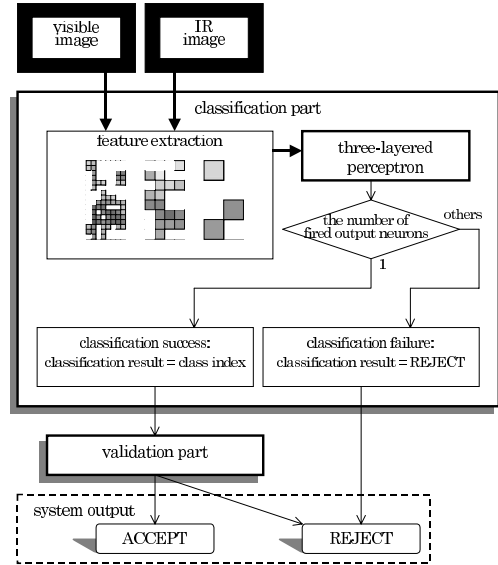 visible
image
IR
image
classification part
feature extraction
three-layered
perceptron
the number of
fired output neurons
others
1
classification success:
classification result = class index
classification failure:
classification result = REJECT
validation part
system output
ACCEPT
REJECT